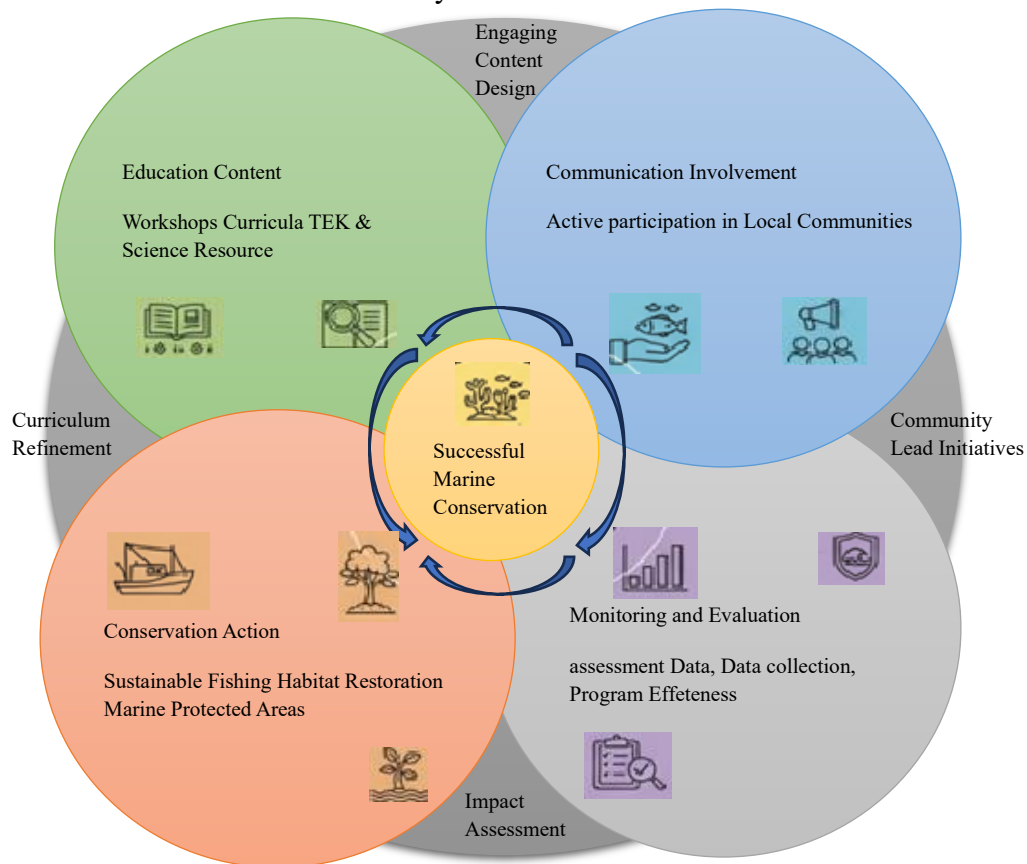 Engaging
Content
Design
Education Content
Workshops Curricula TEK &
Science Resource
Communication Involvement
Active participation in Local Communities
Curriculum
Refinement
Successful
Marine
Conservation
Community
Lead Initiatives
Conservation Action
Sustainable Fishing Habitat Restoration
Marine Protected Areas
Monitoring and Evaluation
assessment Data, Data collection,
Program Effeteness
Impact
Assessment